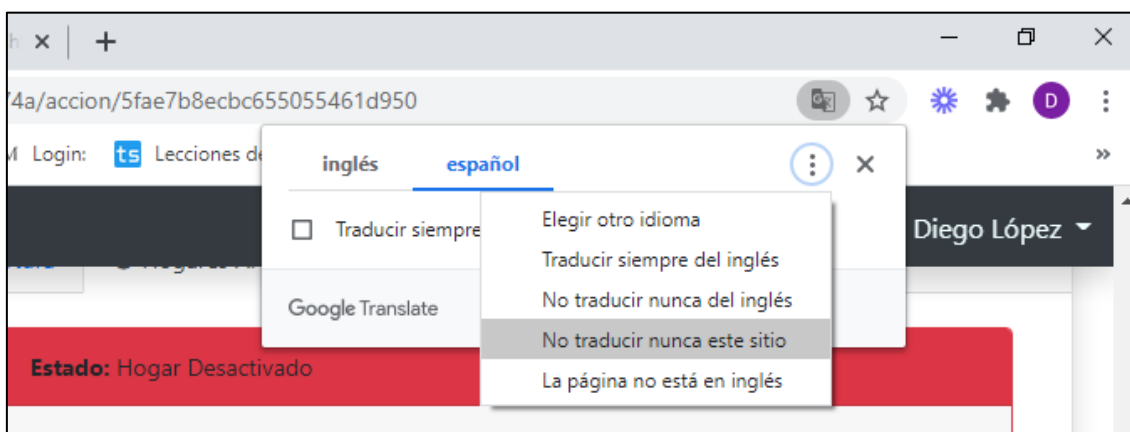 '4a/accion/5fae7b8ecbc655055461d950
D
Login:
ts Lecciones de
inglés español
Diego López
Traducir siempre
Elegir otro idioma
Traducir siempre del inglés
Google Translate
No traducir nunca del inglés
No traducir nunca este sitio
La página no está en inglés
Estado: Hogar Desactivado